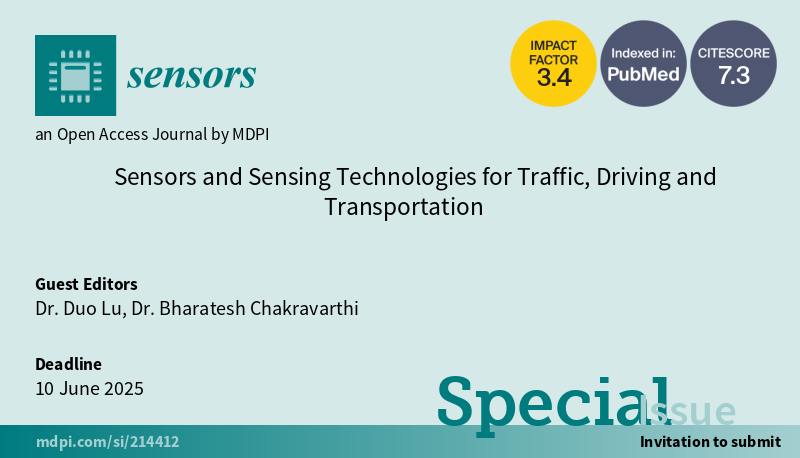 sensors
an Open Access Journal by MDPI
IMPACT
FACTOR
3.4
Indexed in:
PubMed
CITESCORE
7.3
Sensors and Sensing Technologies for Traffic, Driving and
Transportation
Guest Editors
Dr. Duo Lu, Dr. Bharatesh Chakravarthi
Deadline
10 June 2025
Special Issue
mdpi.com/si/214412
Invitation to submit